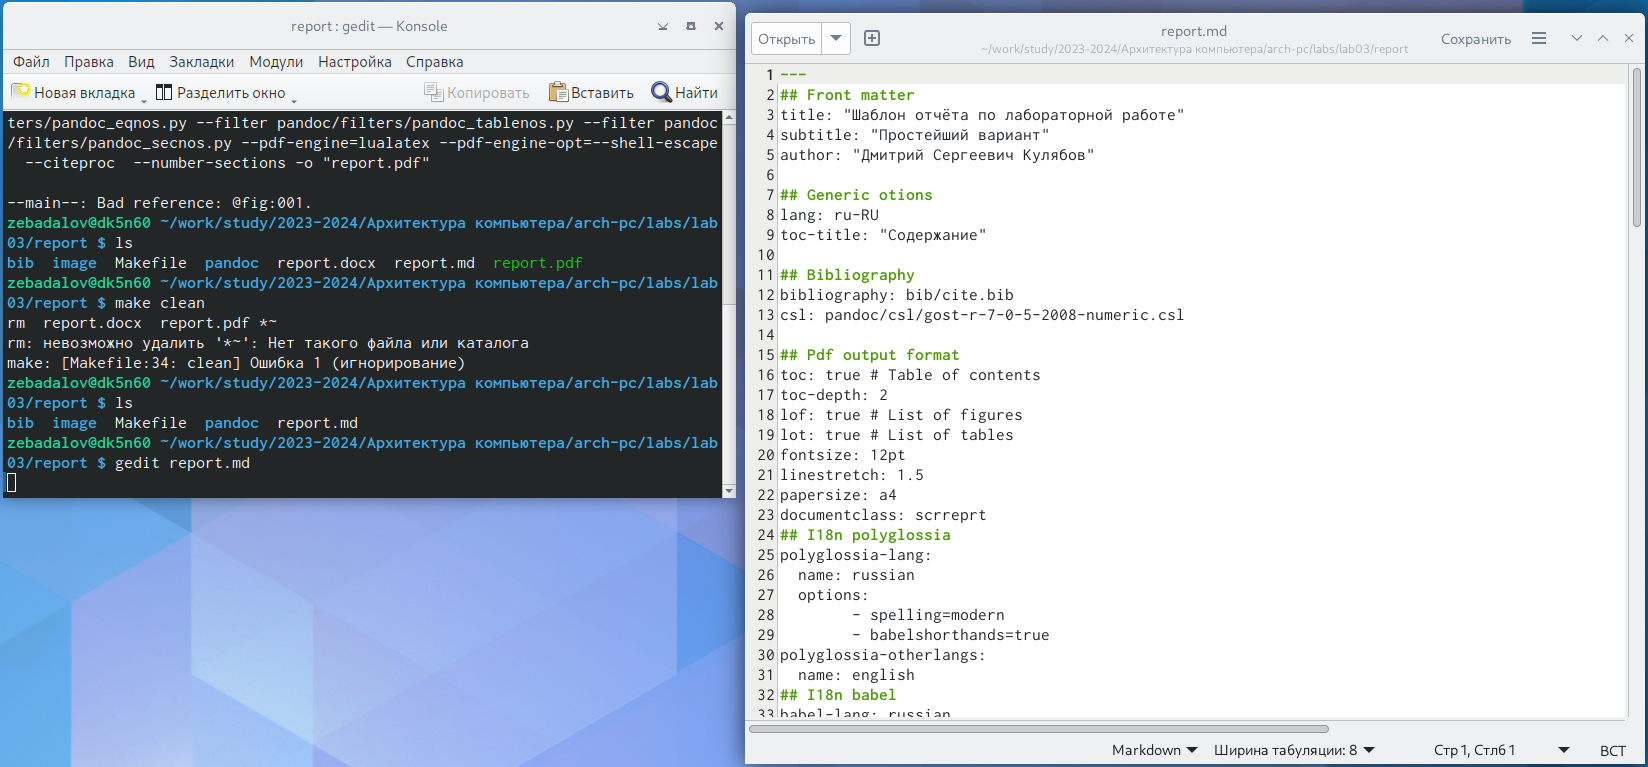 report : gedit — Konsole
Файл Правка Вид Закладки Модули Настройка Справка
Новая вкладка Разделить окно Копировать Вставить Найти
ters/pandoc_eqnos.py --filter pandoc/filters/pandoc_tablenos.py --filter pandoc
/filters/pandoc_secnos.py --pdf-engine=lualatex --pdf-engine-opt=--shell-escape
--citeproc --number-sections -o "report.pdf"
--main--: Bad reference: @fig:001.
zebadalov@dk5n60 ~/work/study/2023-2024/Архитектура компьютера/arch-pc/labs/lab
03/report $ ls
bib image Makefile pandoc report.docx report.md report.pdf
zebadalov@dk5n60 ~/work/study/2023-2024/Архитектура компьютера/arch-pc/labs/lab
03/report $ make clean
rm report.docx report.pdf *~
rm: невозможно удалить '*~': Нет такого файла или каталога
make: [Makefile:34: clean] Ошибка 1 (игнорирование)
zebadalov@dk5n60 ~/work/study/2023-2024/Архитектура компьютера/arch-pc/labs/lab
03/report $ ls
bib image Makefile pandoc report.md
zebadalov@dk5n60 ~/work/study/2023-2024/Архитектура компьютера/arch-pc/labs/lab
03/report $ gedit report.md
Открыть
report.md
~/work/study/2023-2024/Архитектура компьютера/arch-pc/labs/lab03/report
Сохранить
1 ---
2 ## Front matter
3 title: "Шаблон отчёта по лабораторной работе"
4 subtitle: "Простейший вариант"
5 author: "Дмитрий Сергеевич Кулябов"
6
7 ## Generic otions
8 lang: ru-RU
9 toc-title: "Содержание"
10
11 ## Bibliography
12 bibliography: bib/cite.bib
13 csl: pandoc/csl/gost-r-7-0-5-2008-numeric.csl
14
15 ## Pdf output format
16 toc: true # Table of contents
17 toc-depth: 2
18 lof: true # List of figures
19 lot: true # List of tables
20 fontsize: 12pt
21 linestretch: 1.5
22 papersize: a4
23 documentclass: scrreprt
24 ## I18n polyglossia
25 polyglossia-lang:
26 name: russian
27 options:
28 - spelling=modern
29 - babelshorthands=true
30 polyglossia-otherlangs:
31 name: english
32 ## I18n babel
33 babel-lang: russian
Markdown Ширина табуляции: 8 Стр 1, Стлб 1 ВСТ